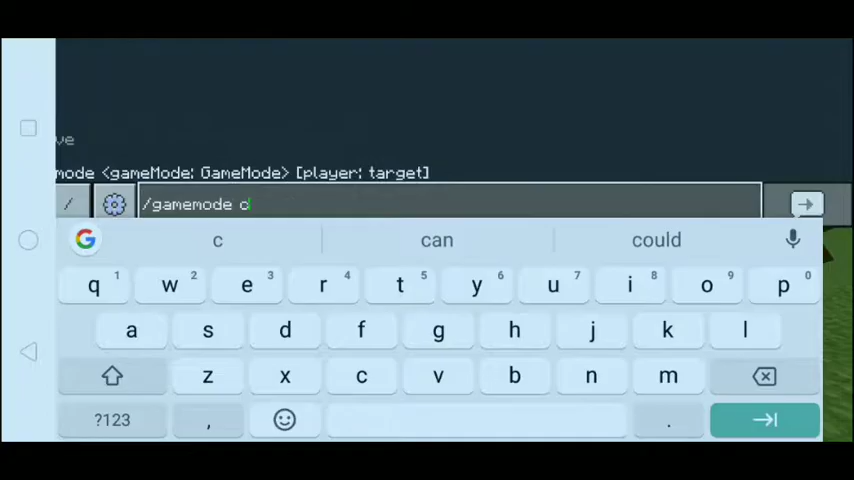 ve
mode <gameMode: GameMode> [player: target]
/
/gamemode c
G
c can could
q 1 w 2 e 3 r 4 t 5 y 6 u 7 i 8 o 9 p 0
a s d f g h j k l
z x c v b n m
?123 , .